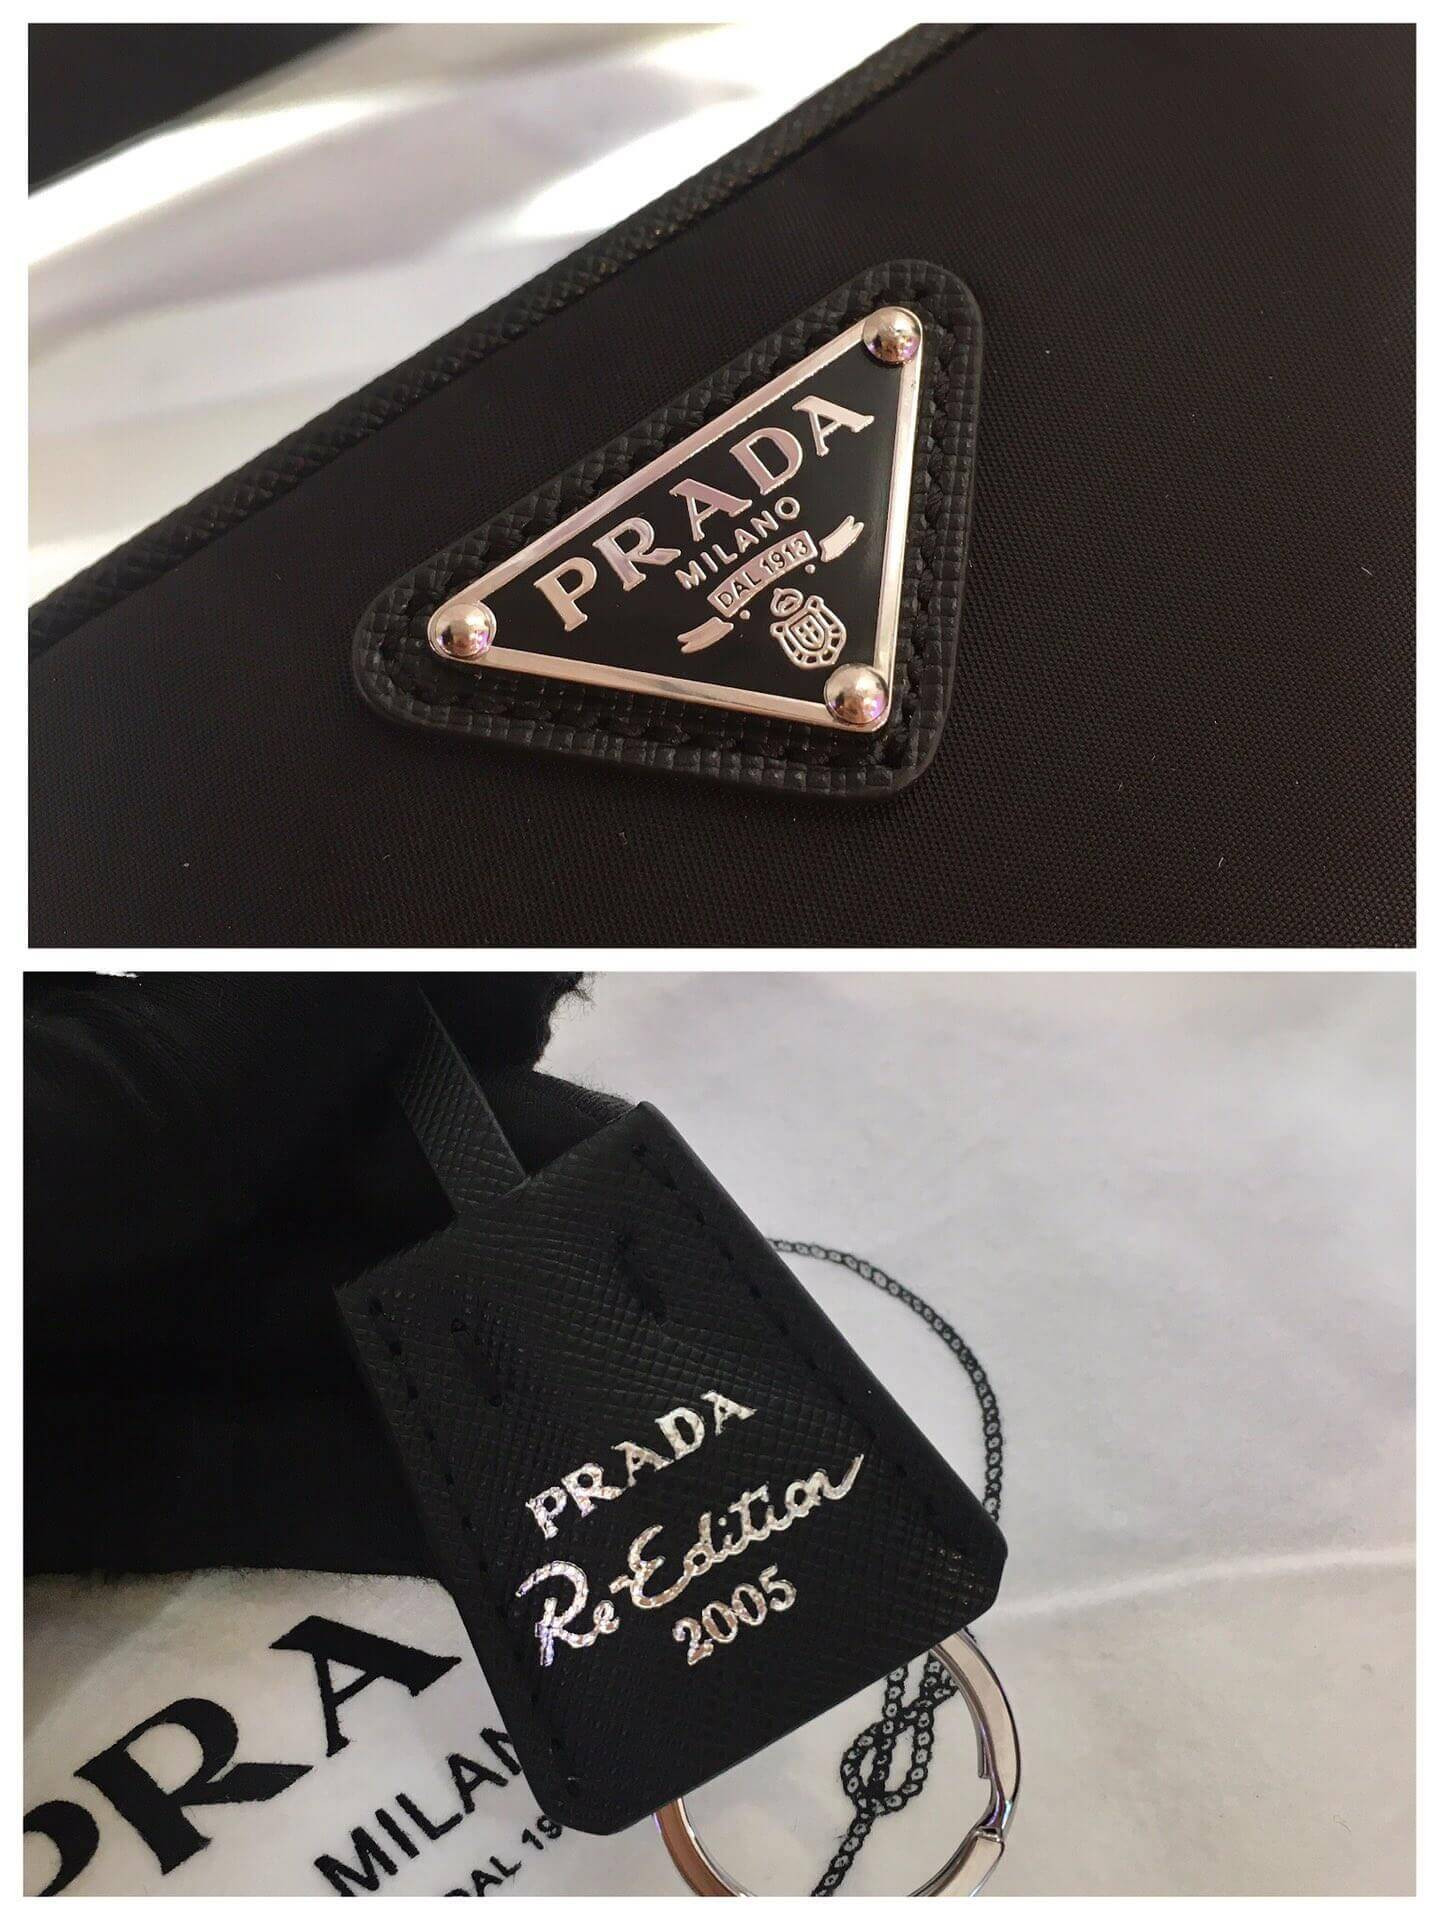 PRADA
MILANO
DAL 1913
PRADA
Re-Edition
2005
PRA
MILAN
DAL 19